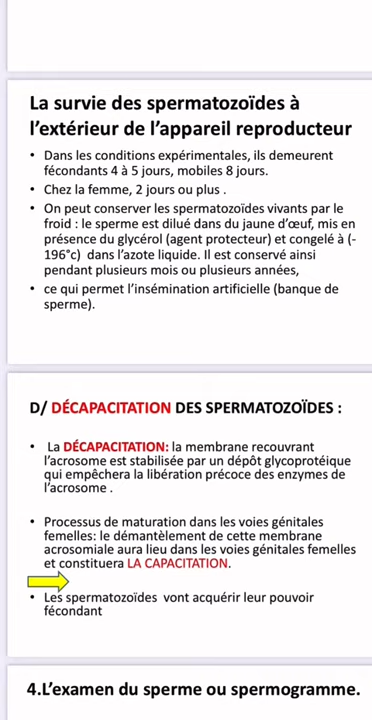 La survie des spermatozoïdes à
l'extérieur de l'appareil reproducteur
• Dans les conditions expérimentales, ils demeurent
fécondants 4 à 5 jours, mobiles 8 jours.
• Chez la femme, 2 jours ou plus .
• On peut conserver les spermatozoïdes vivants par le
froid : le sperme est dilué dans du jaune d'œuf, mis en
présence du glycérol (agent protecteur) et congelé à (-
196°c) dans l'azote liquide. Il est conservé ainsi
pendant plusieurs mois ou plusieurs années,
• ce qui permet l'insémination artificielle (banque de
sperme).
D/ DÉCAPACITATION DES SPERMATOZOÏDES :
• La DÉCAPACITATION: la membrane recouvrant
l'acrosome est stabilisée par un dépôt glycoprotéique
qui empêchera la libération précoce des enzymes de
l'acrosome .
• Processus de maturation dans les voies génitales
femelles: le démantèlement de cette membrane
acrosomiale aura lieu dans les voies génitales femelles
et constituera LA CAPACITATION.
• Les spermatozoïdes vont acquérir leur pouvoir
fécondant
4.L'examen du sperme ou spermogramme.